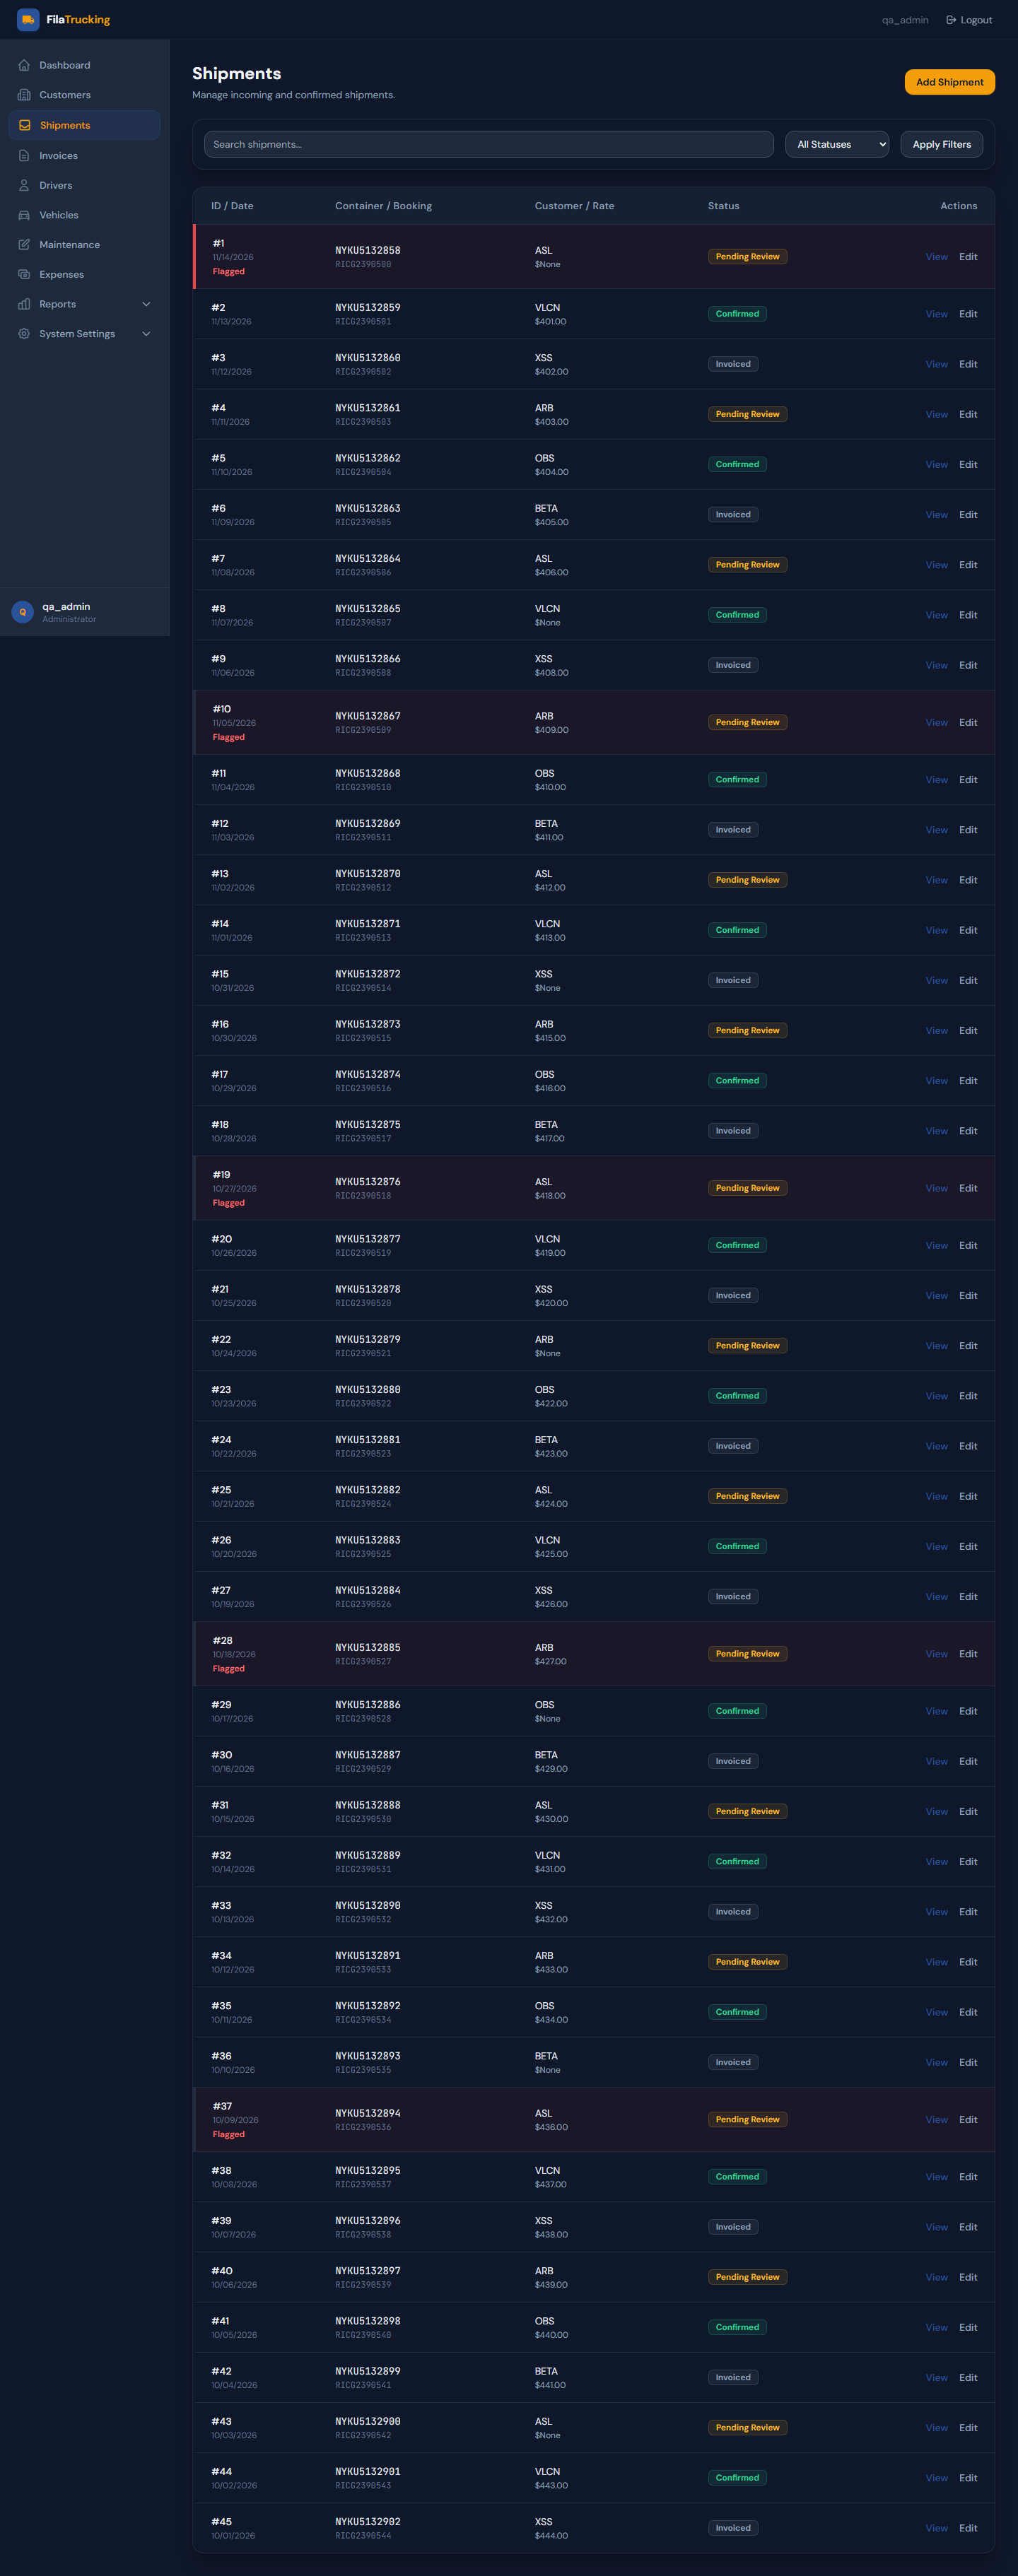 FilaTrucking
qa_admin
Logout
Dashboard
Customers
Shipments
Invoices
Drivers
Vehicles
Maintenance
Expenses
Reports
System Settings
Q
qa_admin
Administrator
Shipments
Manage incoming and confirmed shipments.
Add Shipment
Search shipments...
All Statuses
Apply Filters
ID / Date Container / Booking Customer / Rate Status Actions
#1 NYKU5132858 ASL Pending Review View Edit
11/14/2026 RICG2390500 $None
Flagged
#2 NYKU5132859 VLCN Confirmed View Edit
11/13/2026 RICG2390501 $401.00
#3 NYKU5132860 XSS Invoiced View Edit
11/12/2026 RICG2390502 $402.00
#4 NYKU5132861 ARB Pending Review View Edit
11/11/2026 RICG2390503 $403.00
#5 NYKU5132862 OBS Confirmed View Edit
11/10/2026 RICG2390504 $404.00
#6 NYKU5132863 BETA Invoiced View Edit
11/09/2026 RICG2390505 $405.00
#7 NYKU5132864 ASL Pending Review View Edit
11/08/2026 RICG2390506 $406.00
#8 NYKU5132865 VLCN Confirmed View Edit
11/07/2026 RICG2390507 $None
#9 NYKU5132866 XSS Invoiced View Edit
11/06/2026 RICG2390508 $408.00
#10 NYKU5132867 ARB Pending Review View Edit
11/05/2026 RICG2390509 $409.00
Flagged
#11 NYKU5132868 OBS Confirmed View Edit
11/04/2026 RICG2390510 $410.00
#12 NYKU5132869 BETA Invoiced View Edit
11/03/2026 RICG2390511 $411.00
#13 NYKU5132870 ASL Pending Review View Edit
11/02/2026 RICG2390512 $412.00
#14 NYKU5132871 VLCN Confirmed View Edit
11/01/2026 RICG2390513 $413.00
#15 NYKU5132872 XSS Invoiced View Edit
10/31/2026 RICG2390514 $None
#16 NYKU5132873 ARB Pending Review View Edit
10/30/2026 RICG2390515 $415.00
#17 NYKU5132874 OBS Confirmed View Edit
10/29/2026 RICG2390516 $416.00
#18 NYKU5132875 BETA Invoiced View Edit
10/28/2026 RICG2390517 $417.00
#19 NYKU5132876 ASL Pending Review View Edit
10/27/2026 RICG2390518 $418.00
Flagged
#20 NYKU5132877 VLCN Confirmed View Edit
10/26/2026 RICG2390519 $419.00
#21 NYKU5132878 XSS Invoiced View Edit
10/25/2026 RICG2390520 $420.00
#22 NYKU5132879 ARB Pending Review View Edit
10/24/2026 RICG2390521 $None
#23 NYKU5132880 OBS Confirmed View Edit
10/23/2026 RICG2390522 $422.00
#24 NYKU5132881 BETA Invoiced View Edit
10/22/2026 RICG2390523 $423.00
#25 NYKU5132882 ASL Pending Review View Edit
10/21/2026 RICG2390524 $424.00
#26 NYKU5132883 VLCN Confirmed View Edit
10/20/2026 RICG2390525 $425.00
#27 NYKU5132884 XSS Invoiced View Edit
10/19/2026 RICG2390526 $426.00
#28 NYKU5132885 ARB Pending Review View Edit
10/18/2026 RICG2390527 $427.00
Flagged
#29 NYKU5132886 OBS Confirmed View Edit
10/17/2026 RICG2390528 $None
#30 NYKU5132887 BETA Invoiced View Edit
10/16/2026 RICG2390529 $429.00
#31 NYKU5132888 ASL Pending Review View Edit
10/15/2026 RICG2390530 $430.00
#32 NYKU5132889 VLCN Confirmed View Edit
10/14/2026 RICG2390531 $431.00
#33 NYKU5132890 XSS Invoiced View Edit
10/13/2026 RICG2390532 $432.00
#34 NYKU5132891 ARB Pending Review View Edit
10/12/2026 RICG2390533 $433.00
#35 NYKU5132892 OBS Confirmed View Edit
10/11/2026 RICG2390534 $434.00
#36 NYKU5132893 BETA Invoiced View Edit
10/10/2026 RICG2390535 $None
#37 NYKU5132894 ASL Pending Review View Edit
10/09/2026 RICG2390536 $436.00
Flagged
#38 NYKU5132895 VLCN Confirmed View Edit
10/08/2026 RICG2390537 $437.00
#39 NYKU5132896 XSS Invoiced View Edit
10/07/2026 RICG2390538 $438.00
#40 NYKU5132897 ARB Pending Review View Edit
10/06/2026 RICG2390539 $439.00
#41 NYKU5132898 OBS Confirmed View Edit
10/05/2026 RICG2390540 $440.00
#42 NYKU5132899 BETA Invoiced View Edit
10/04/2026 RICG2390541 $441.00
#43 NYKU5132900 ASL Pending Review View Edit
10/03/2026 RICG2390542 $None
#44 NYKU5132901 VLCN Confirmed View Edit
10/02/2026 RICG2390543 $443.00
#45 NYKU5132902 XSS Invoiced View Edit
10/01/2026 RICG2390544 $444.00